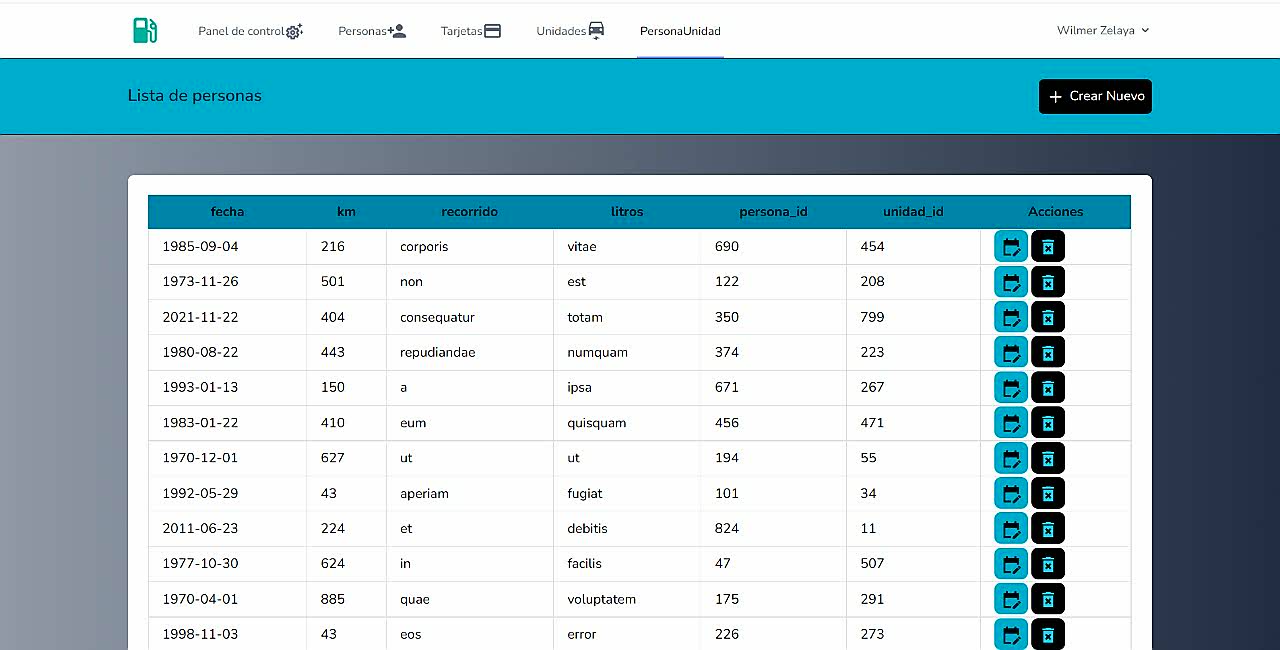 Panel de control Personas Tarjetas Unidades PersonaUnidad Wilmer Zelaya
Lista de personas + Crear Nuevo
fecha km recorrido litros persona_id unidad_id Acciones
1985-09-04 216 corporis vitae 690 454
1973-11-26 501 non est 122 208
2021-11-22 404 consequatur totam 350 799
1980-08-22 443 repudiandae numquam 374 223
1993-01-13 150 a ipsa 671 267
1983-01-22 410 eum quisquam 456 471
1970-12-01 627 ut ut 194 55
1992-05-29 43 aperiam fugiat 101 34
2011-06-23 224 et debitis 824 11
1977-10-30 624 in facilis 47 507
1970-04-01 885 quae voluptatem 175 291
1998-11-03 43 eos error 226 273